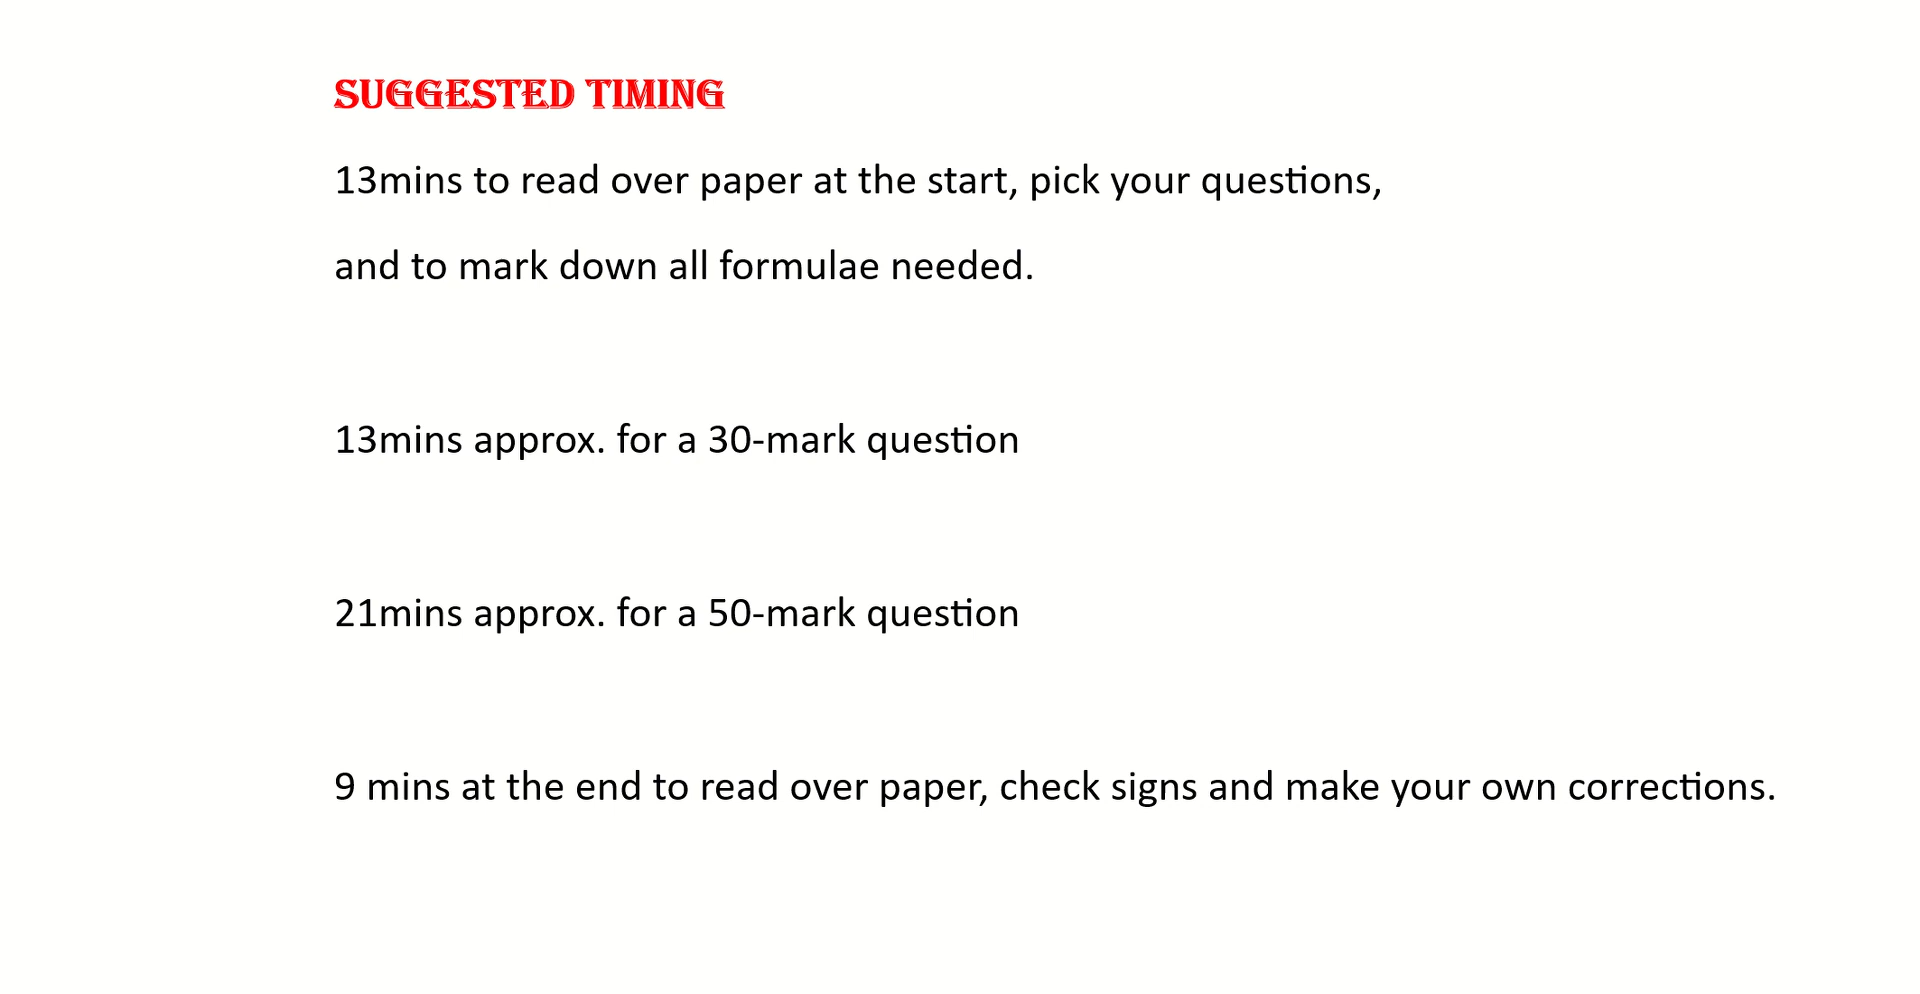 SUGGESTED TIMING
13mins to read over paper at the start, pick your questions,
and to mark down all formulae needed.
13mins approx. for a 30-mark question
21mins approx. for a 50-mark question
9 mins at the end to read over paper, check signs and make your own corrections.